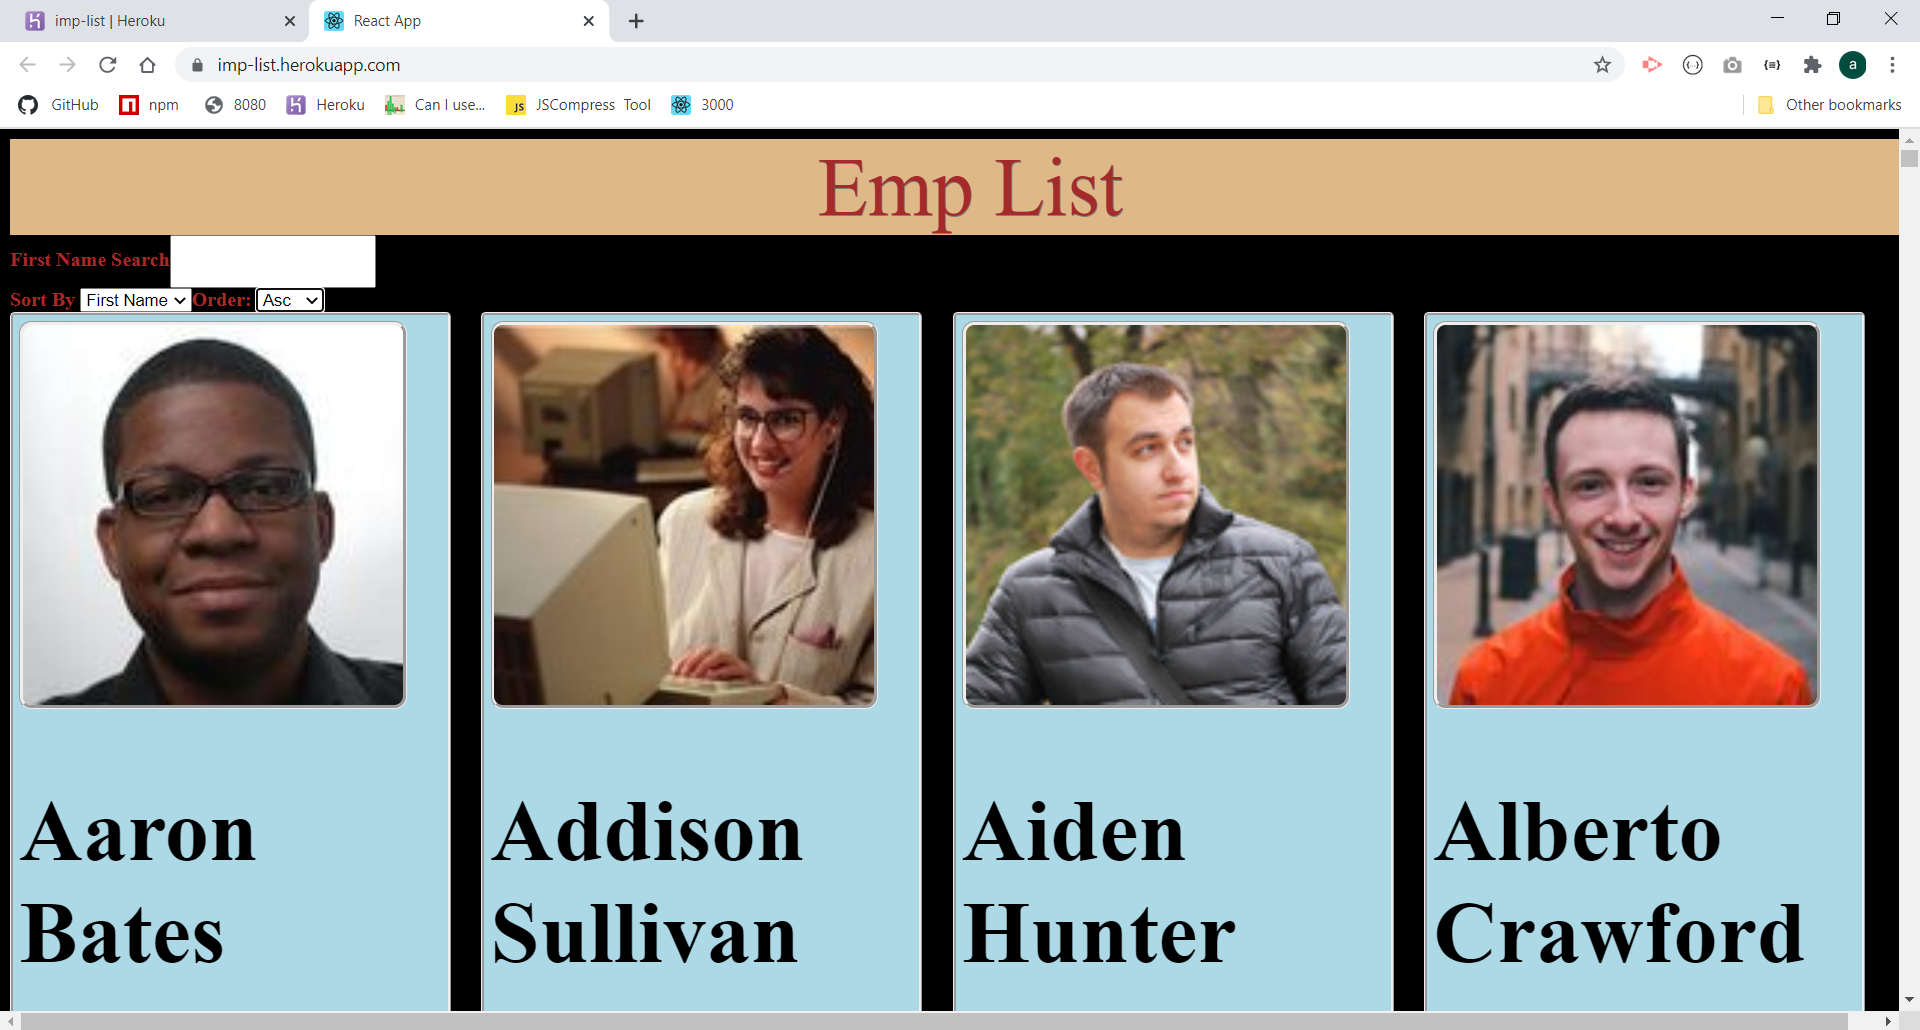 imp-list | Heroku
React App
imp-list.herokuapp.com
a
GitHub npm 8080 Heroku Can I use... JS JSCompress Tool 3000 Other bookmarks
Emp List
First Name Search
Sort By First Name Order: Asc
Aaron
Bates
Addison
Sullivan
Aiden
Hunter
Alberto
Crawford